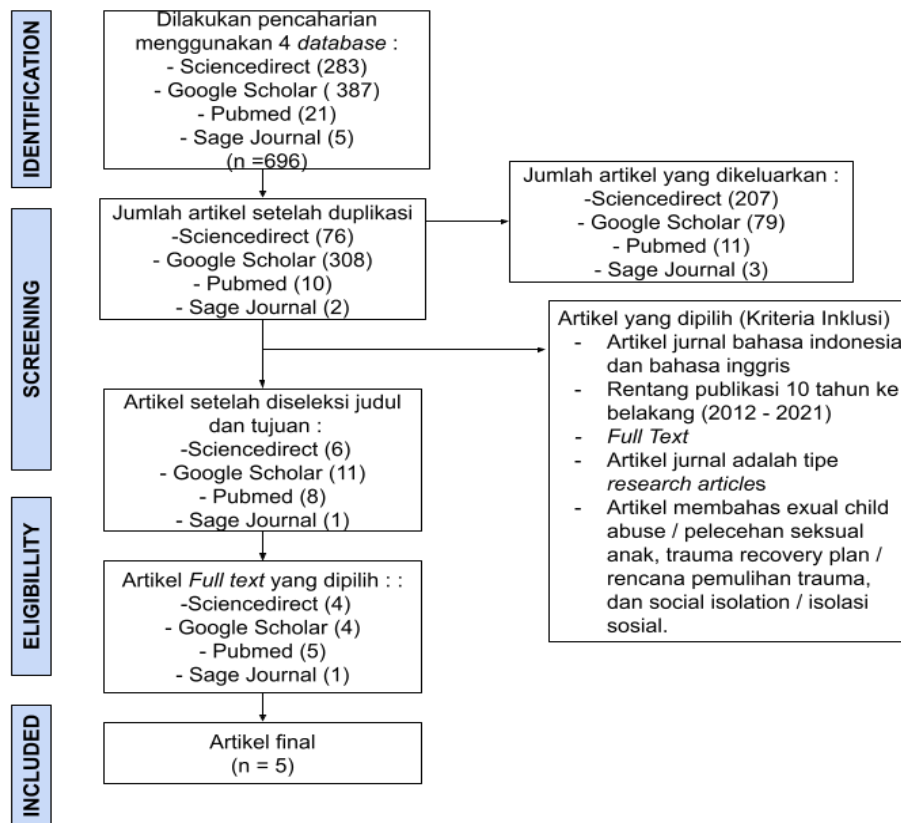 IDENTIFICATION
Dilakukan pencaharian
menggunakan 4 database :
- Sciencedirect (283)
- Google Scholar ( 387)
- Pubmed (21)
- Sage Journal (5)
(n =696)
Jumlah artikel yang dikeluarkan :
-Sciencedirect (207)
- Google Scholar (79)
- Pubmed (11)
- Sage Journal (3)
SCREENING
Jumlah artikel setelah duplikasi
-Sciencedirect (76)
- Google Scholar (308)
- Pubmed (10)
- Sage Journal (2)
Artikel yang dipilih (Kriteria Inklusi)
- Artikel jurnal bahasa indonesia
dan bahasa inggris
- Rentang publikasi 10 tahun ke
belakang (2012 - 2021)
- Full Text
- Artikel jurnal adalah tipe
research articles
- Artikel membahas exual child
abuse / pelecehan seksual
anak, trauma recovery plan /
rencana pemulihan trauma,
dan social isolation / isolasi
sosial.
Artikel setelah diseleksi judul
dan tujuan :
-Sciencedirect (6)
- Google Scholar (11)
- Pubmed (8)
- Sage Journal (1)
ELIGIBILLITY
Artikel Full text yang dipilih : :
-Sciencedirect (4)
- Google Scholar (4)
- Pubmed (5)
- Sage Journal (1)
INCLUDED
Artikel final
(n = 5)